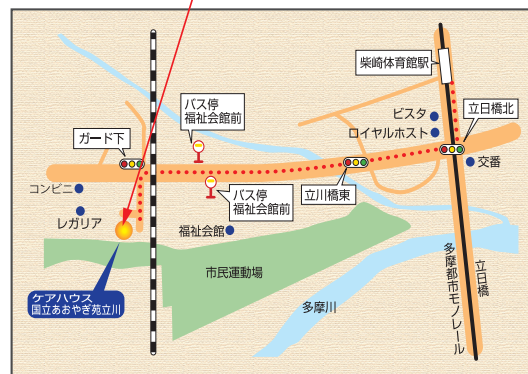 柴崎体育館駅
バス停
福祉会館前
ビスタ
立日橋北
ロイヤルホスト
ガード下
交番
コンビニ
バス停
福祉会館前
立川橋東
レガリア
福祉会館
市民運動場
ケアハウス
国立あおやぎ苑立川
多摩川
多摩都市モノレール
立日橋